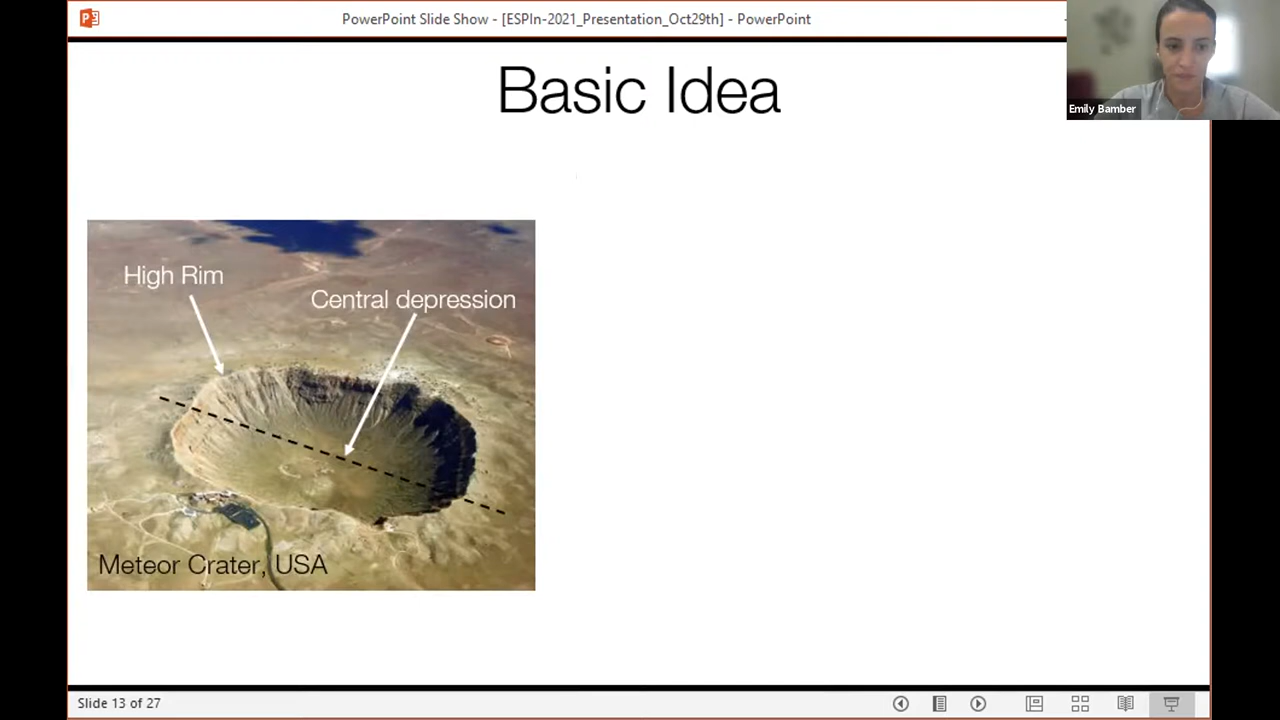 PowerPoint Slide Show - [ESPIn-2021_Presentation_Oct29th] - PowerPoint
Emily Bamber
Basic Idea
High Rim
Central depression
Meteor Crater, USA
Slide 13 of 27